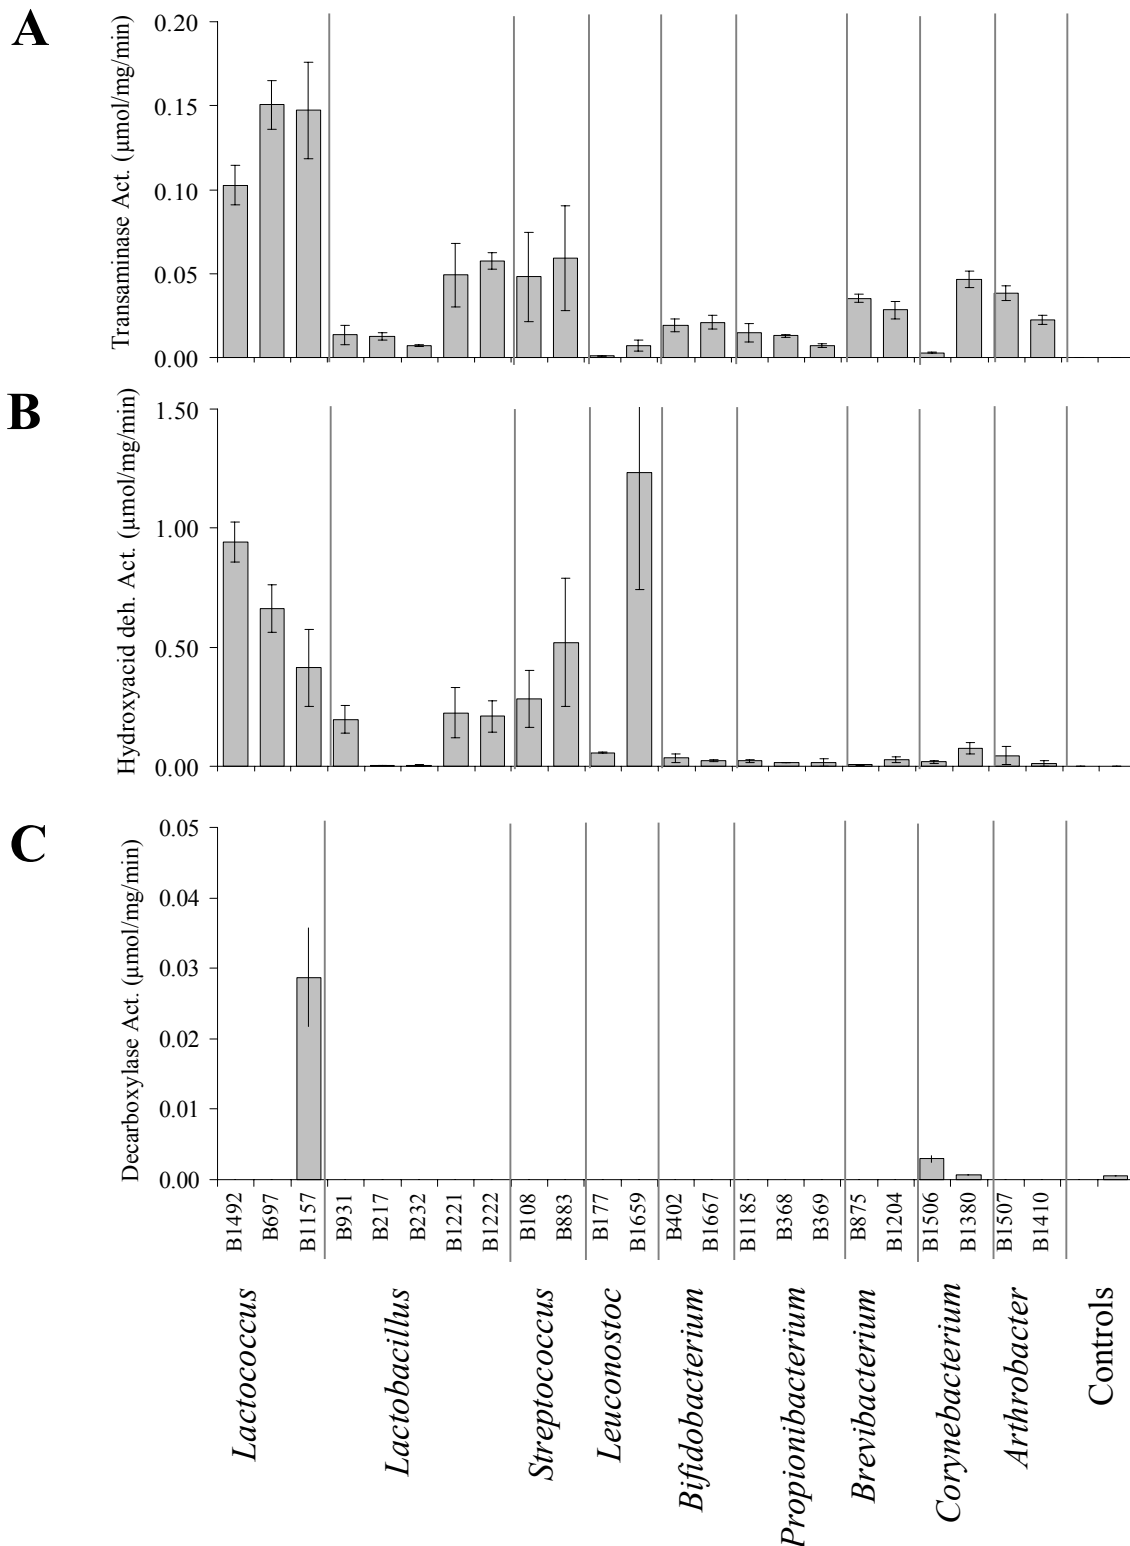 A
Transaminase Act. (µmol/mg/min)
0.20
0.15
0.10
0.05
0.00
B
Hydroxyacid deh. Act. (µmol/mg/min)
1.50
1.00
0.50
0.00
C
Decarboxylase Act. (µmol/mg/min)
0.05
0.04
0.03
0.02
0.01
0.00
B1492
B697
B1157
B931
B217
B232
B1221
B1222
B108
B883
B177
B1659
B402
B1667
B1185
B368
B369
B875
B1204
B1506
B1380
B1507
B1410
Lactococcus
Lactobacillus
Streptococcus
Leuconostoc
Bifidobacterium
Propionibacterium
Brevibacterium
Corynebacterium
Arthrobacter
Controls